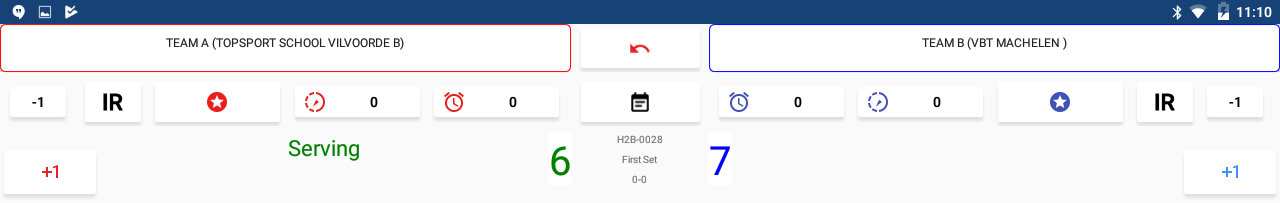 11:10
TEAM A (TOPSPORT SCHOOL VILVOORDE B)
TEAM B (VBT MACHELEN )
-1
IR
0
0
0
0
IR
-1
Serving
6
H2B-0028
First Set
0-0
7
+1
+1